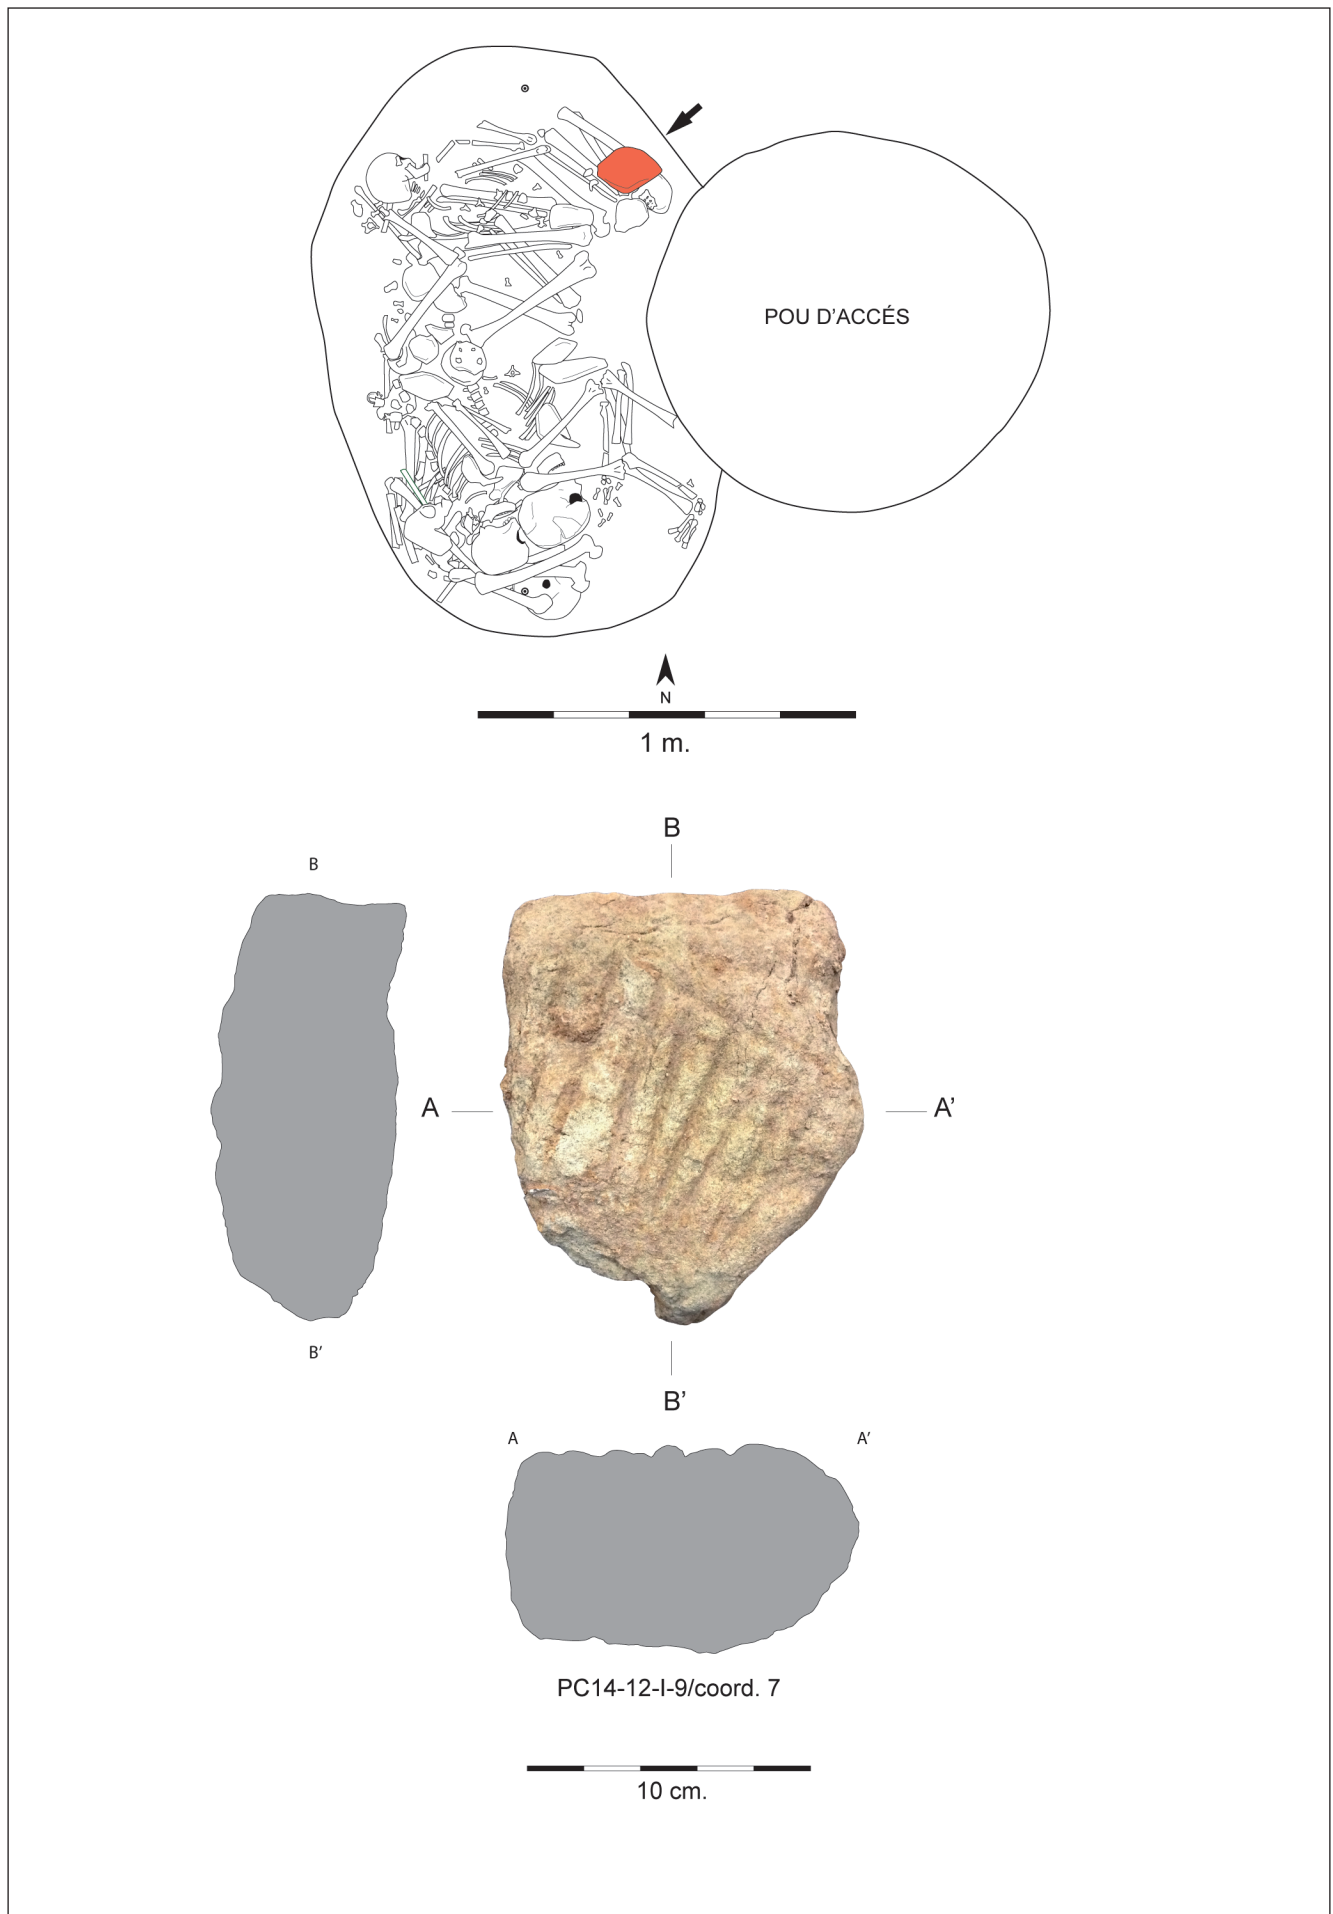 POU D'ACCÉS
N
1 m.
B
B
A
A'
B'
B'
A
A'
PC14-12-I-9/coord. 7
10 cm.